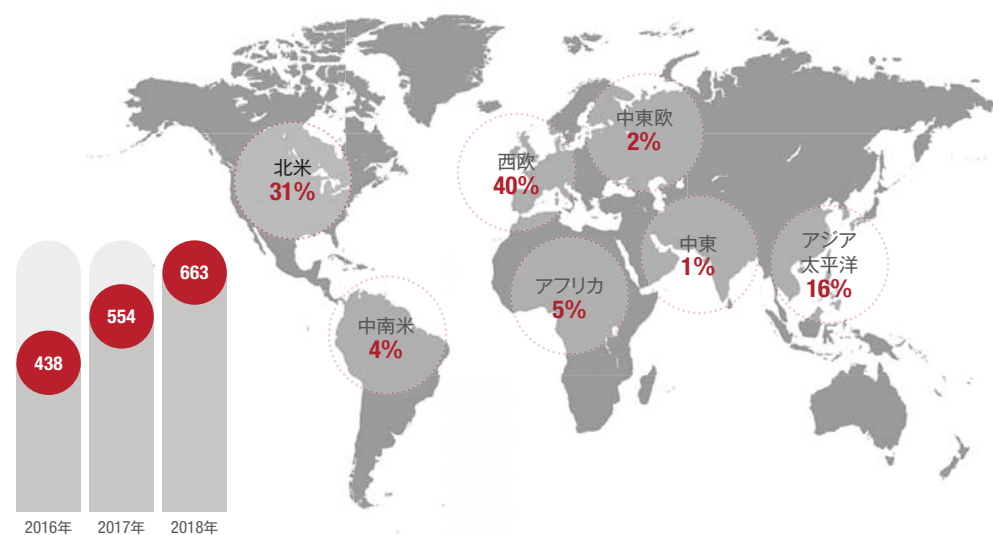 中東欧
2%
北米
31%
西欧
40%
中東
1%
アジア
太平洋
16%
アフリカ
5%
中南米
4%
663
554
438
2016年
2017年
2018年